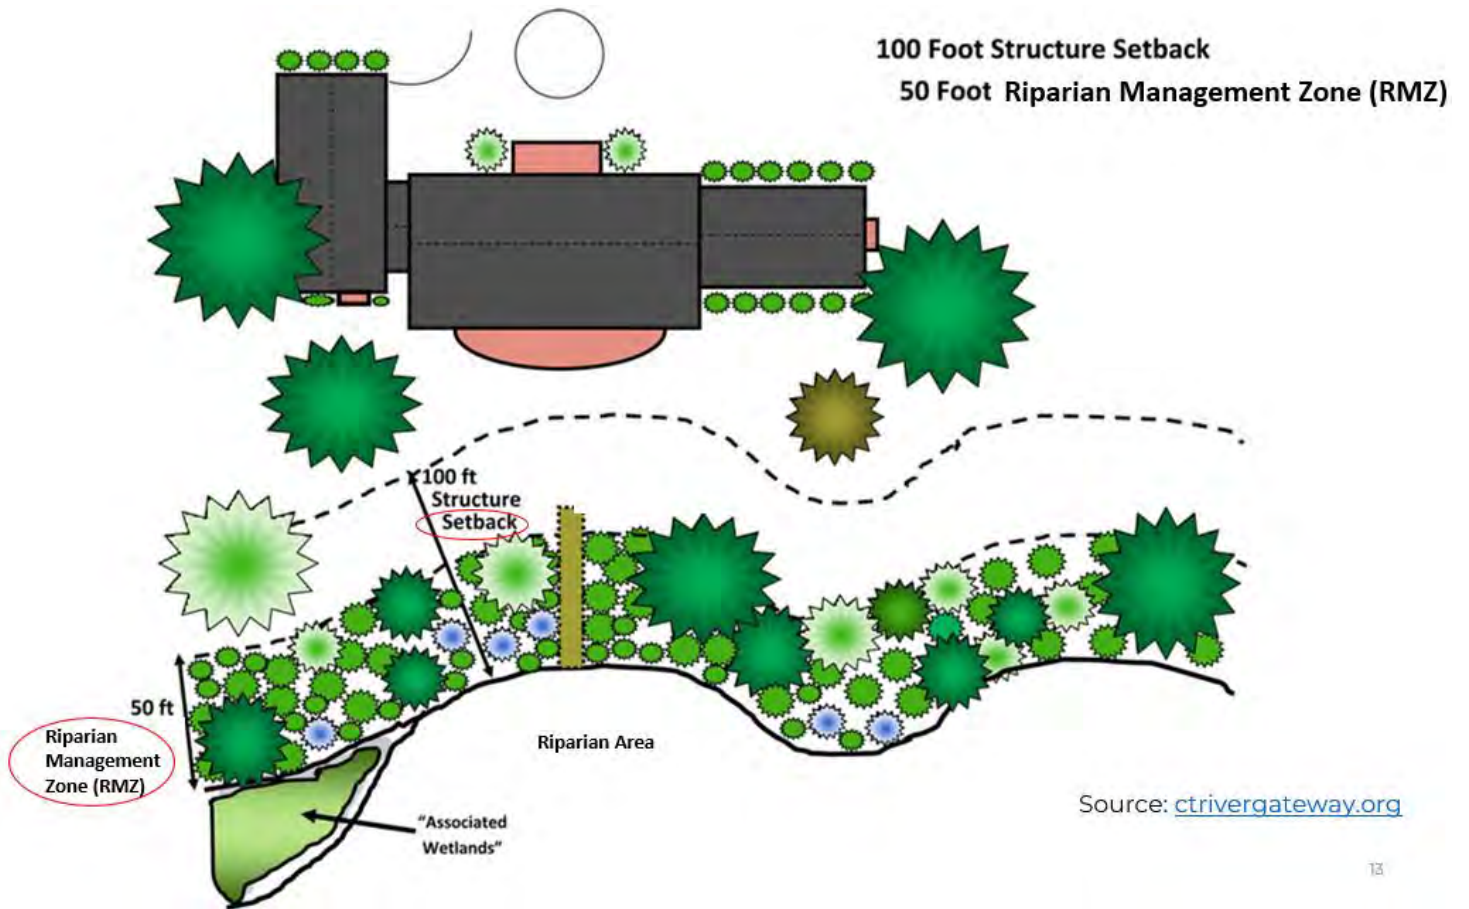 100 Foot Structure Setback
50 Foot Riparian Management Zone (RMZ)
100 ft
Structure
Setback
50 ft
Riparian
Management
Zone (RMZ)
Riparian Area
"Associated
Wetlands"
Source: ctrivergateway.org
13